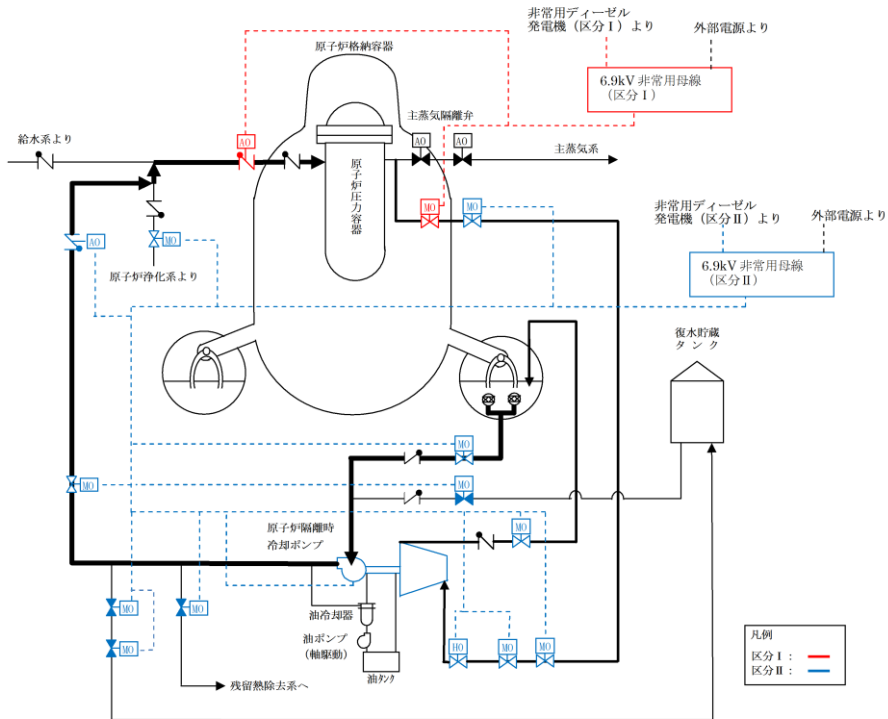 非常用ディーゼル
発電機（区分Ⅰ）より
外部電源より
原子炉格納容器
6.9kV 非常用母線
（区分Ⅰ）
主蒸気隔離弁
給水系より
AO
AO
AO
主蒸気系
原子炉圧力容器
MO
MO
非常用ディーゼル
発電機（区分Ⅱ）より
外部電源より
AO
MO
原子炉浄化系より
6.9kV 非常用母線
（区分Ⅱ）
復水貯蔵
タンク
MO
MO
MO
原子炉隔離時
冷却ポンプ
MO
MO
MO
油冷却器
MO
油ポンプ
（軸駆動）
HO
MO
MO
油タンク
残留熱除去系へ
凡例
区分Ⅰ：
区分Ⅱ：